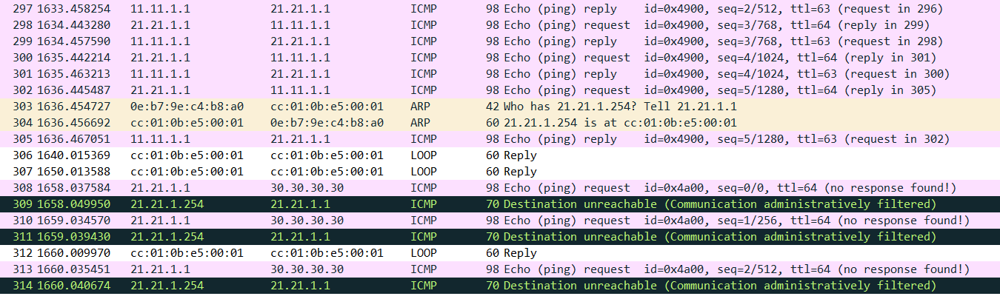 297 1633.458254 11.11.1.1 21.21.1.1 ICMP 98 Echo (ping) reply id=0x4900, seq=2/512, ttl=63 (request in 296)
298 1634.443280 21.21.1.1 11.11.1.1 ICMP 98 Echo (ping) request id=0x4900, seq=3/768, ttl=64 (reply in 299)
299 1634.457590 11.11.1.1 21.21.1.1 ICMP 98 Echo (ping) reply id=0x4900, seq=3/768, ttl=63 (request in 298)
300 1635.442214 21.21.1.1 11.11.1.1 ICMP 98 Echo (ping) request id=0x4900, seq=4/1024, ttl=64 (reply in 301)
301 1635.463213 11.11.1.1 21.21.1.1 ICMP 98 Echo (ping) reply id=0x4900, seq=4/1024, ttl=63 (request in 300)
302 1636.445487 21.21.1.1 11.11.1.1 ICMP 98 Echo (ping) request id=0x4900, seq=5/1280, ttl=64 (reply in 305)
303 1636.454727 0e:b7:9e:c4:b8:a0 cc:01:0b:e5:00:01 ARP 42 Who has 21.21.1.254? Tell 21.21.1.1
304 1636.456692 cc:01:0b:e5:00:01 0e:b7:9e:c4:b8:a0 ARP 60 21.21.1.254 is at cc:01:0b:e5:00:01
305 1636.467051 11.11.1.1 21.21.1.1 ICMP 98 Echo (ping) reply id=0x4900, seq=5/1280, ttl=63 (request in 302)
306 1640.015369 cc:01:0b:e5:00:01 cc:01:0b:e5:00:01 LOOP 60 Reply
307 1650.013588 cc:01:0b:e5:00:01 cc:01:0b:e5:00:01 LOOP 60 Reply
308 1658.037584 21.21.1.1 30.30.30.30 ICMP 98 Echo (ping) request id=0x4a00, seq=0/0, ttl=64 (no response found!)
309 1658.049950 21.21.1.254 21.21.1.1 ICMP 70 Destination unreachable (Communication administratively filtered)
310 1659.034570 21.21.1.1 30.30.30.30 ICMP 98 Echo (ping) request id=0x4a00, seq=1/256, ttl=64 (no response found!)
311 1659.039430 21.21.1.254 21.21.1.1 ICMP 70 Destination unreachable (Communication administratively filtered)
312 1660.009970 cc:01:0b:e5:00:01 cc:01:0b:e5:00:01 LOOP 60 Reply
313 1660.035451 21.21.1.1 30.30.30.30 ICMP 98 Echo (ping) request id=0x4a00, seq=2/512, ttl=64 (no response found!)
314 1660.040674 21.21.1.254 21.21.1.1 ICMP 70 Destination unreachable (Communication administratively filtered)